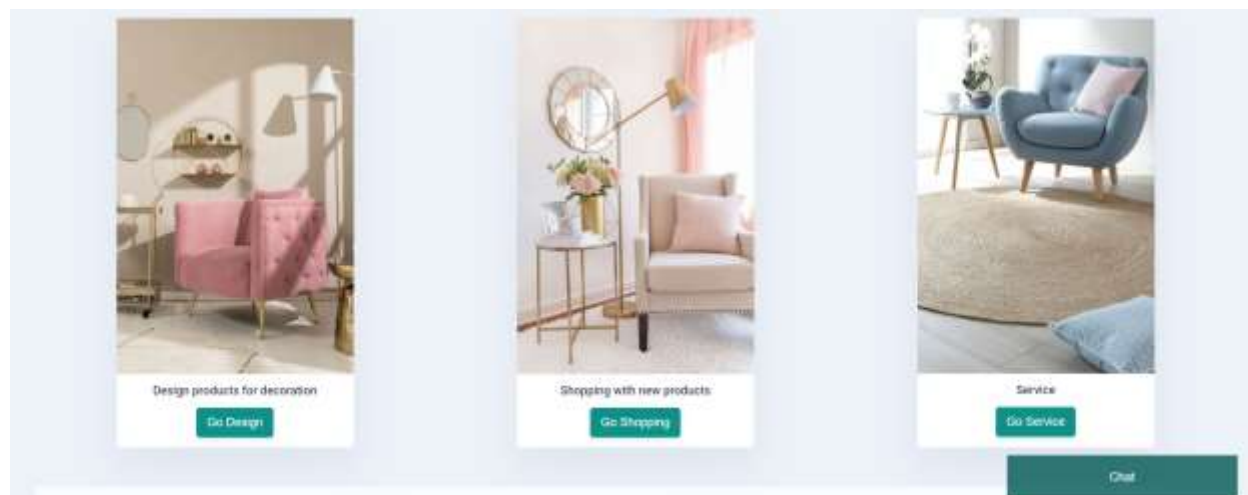 Design products for decoration
Go Design
Shopping with new products
Go Shopping
Service
Go Service
Chat